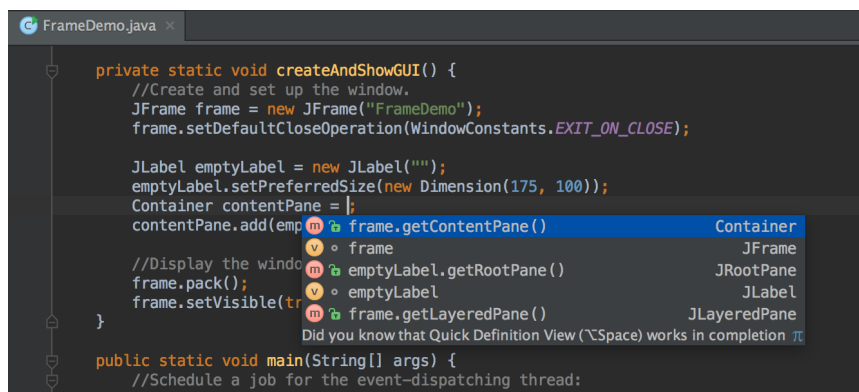 FrameDemo.java
private static void createAndShowGUI() {
//Create and set up the window.
JFrame frame = new JFrame("FrameDemo");
frame.setDefaultCloseOperation(WindowConstants.EXIT_ON_CLOSE);
JLabel emptyLabel = new JLabel("");
emptyLabel.setPreferredSize(new Dimension(175, 100));
Container contentPane = ;
contentPane.add(emp
m frame.getContentPane() Container
v frame JFrame
m emptyLabel.getRootPane() JRootPane
v emptyLabel JLabel
m frame.getLayeredPane() JLayeredPane
Did you know that Quick Definition View (⌥Space) works in completion π
//Display the windo
frame.pack();
frame.setVisible(tr
}
public static void main(String[] args) {
//Schedule a job for the event-dispatching thread: